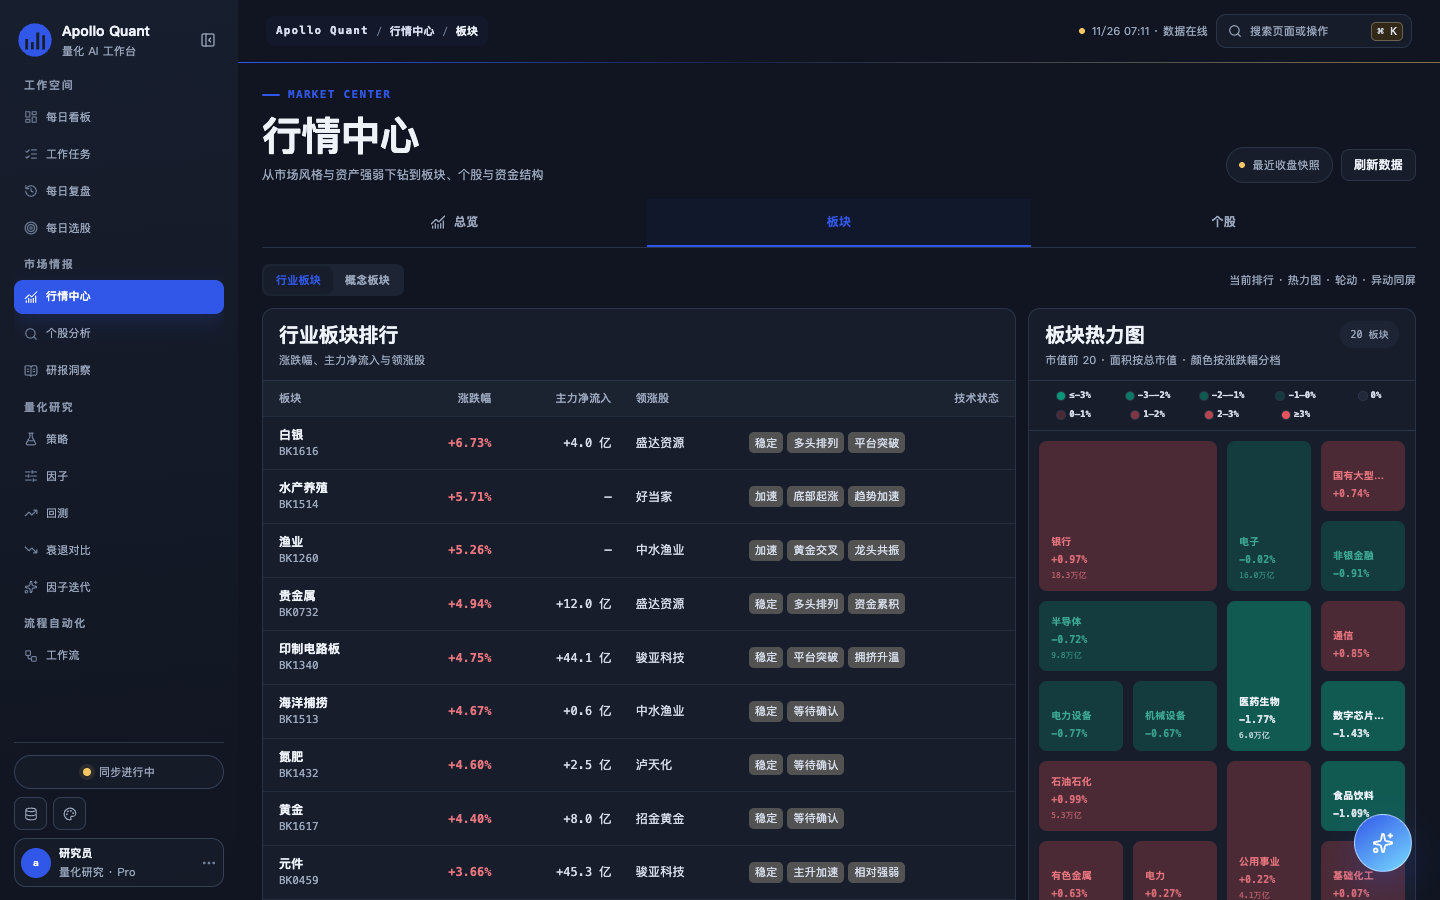 Apollo Quant
量化 AI 工作台
工作空间
每日看板
工作任务
每日复盘
每日选股
市场情报
行情中心
个股分析
研报洞察
量化研究
策略
因子
回测
衰退对比
因子迭代
流程自动化
工作流
同步进行中
a
研究员
量化研究 · Pro
Apollo Quant / 行情中心 / 板块
11/26 07:11 · 数据在线
搜索页面或操作
⌘ K
MARKET CENTER
行情中心
从市场风格与资产强弱下钻到板块、个股与资金结构
最近收盘快照
刷新数据
总览
板块
个股
行业板块
概念板块
当前排行 · 热力图 · 轮动 · 异动同屏
行业板块排行
涨跌幅、主力净流入与领涨股
板块 涨跌幅 主力净流入 领涨股 技术状态
白银 +6.73% +4.0 亿 盛达资源 稳定 多头排列 平台突破
BK1616
水产养殖 +5.71% — 好当家 加速 底部起涨 趋势加速
BK1514
渔业 +5.26% — 中水渔业 加速 黄金交叉 龙头共振
BK1260
贵金属 +4.94% +12.0 亿 盛达资源 稳定 多头排列 资金累积
BK0732
印制电路板 +4.75% +44.1 亿 骏亚科技 稳定 平台突破 拥挤升温
BK1340
海洋捕捞 +4.67% +0.6 亿 中水渔业 稳定 等待确认
BK1513
氮肥 +4.60% +2.5 亿 泸天化 稳定 等待确认
BK1432
黄金 +4.40% +8.0 亿 招金黄金 稳定 等待确认
BK1617
元件 +3.66% +45.3 亿 骏亚科技 稳定 主升加速 相对强弱
BK0459
板块热力图
20 板块
市值前 20 · 面积按总市值 · 颜色按涨跌幅分档
≤-3% -3—-2% -2—-1% -1—0% 0%
0—1% 1—2% 2—3% ≥3%
银行
+0.97%
18.3万亿
电子
-0.02%
16.0万亿
国有大型...
+0.74%
非银金融
-0.91%
半导体
-0.72%
9.8万亿
医药生物
-1.77%
6.0万亿
通信
+0.85%
电力设备
-0.77%
机械设备
-0.67%
数字芯片...
-1.43%
石油石化
+0.99%
5.3万亿
公用事业
+0.22%
4.1万亿
食品饮料
-1.09%
有色金属
+0.63%
电力
+0.27%
基础化工
+0.07%